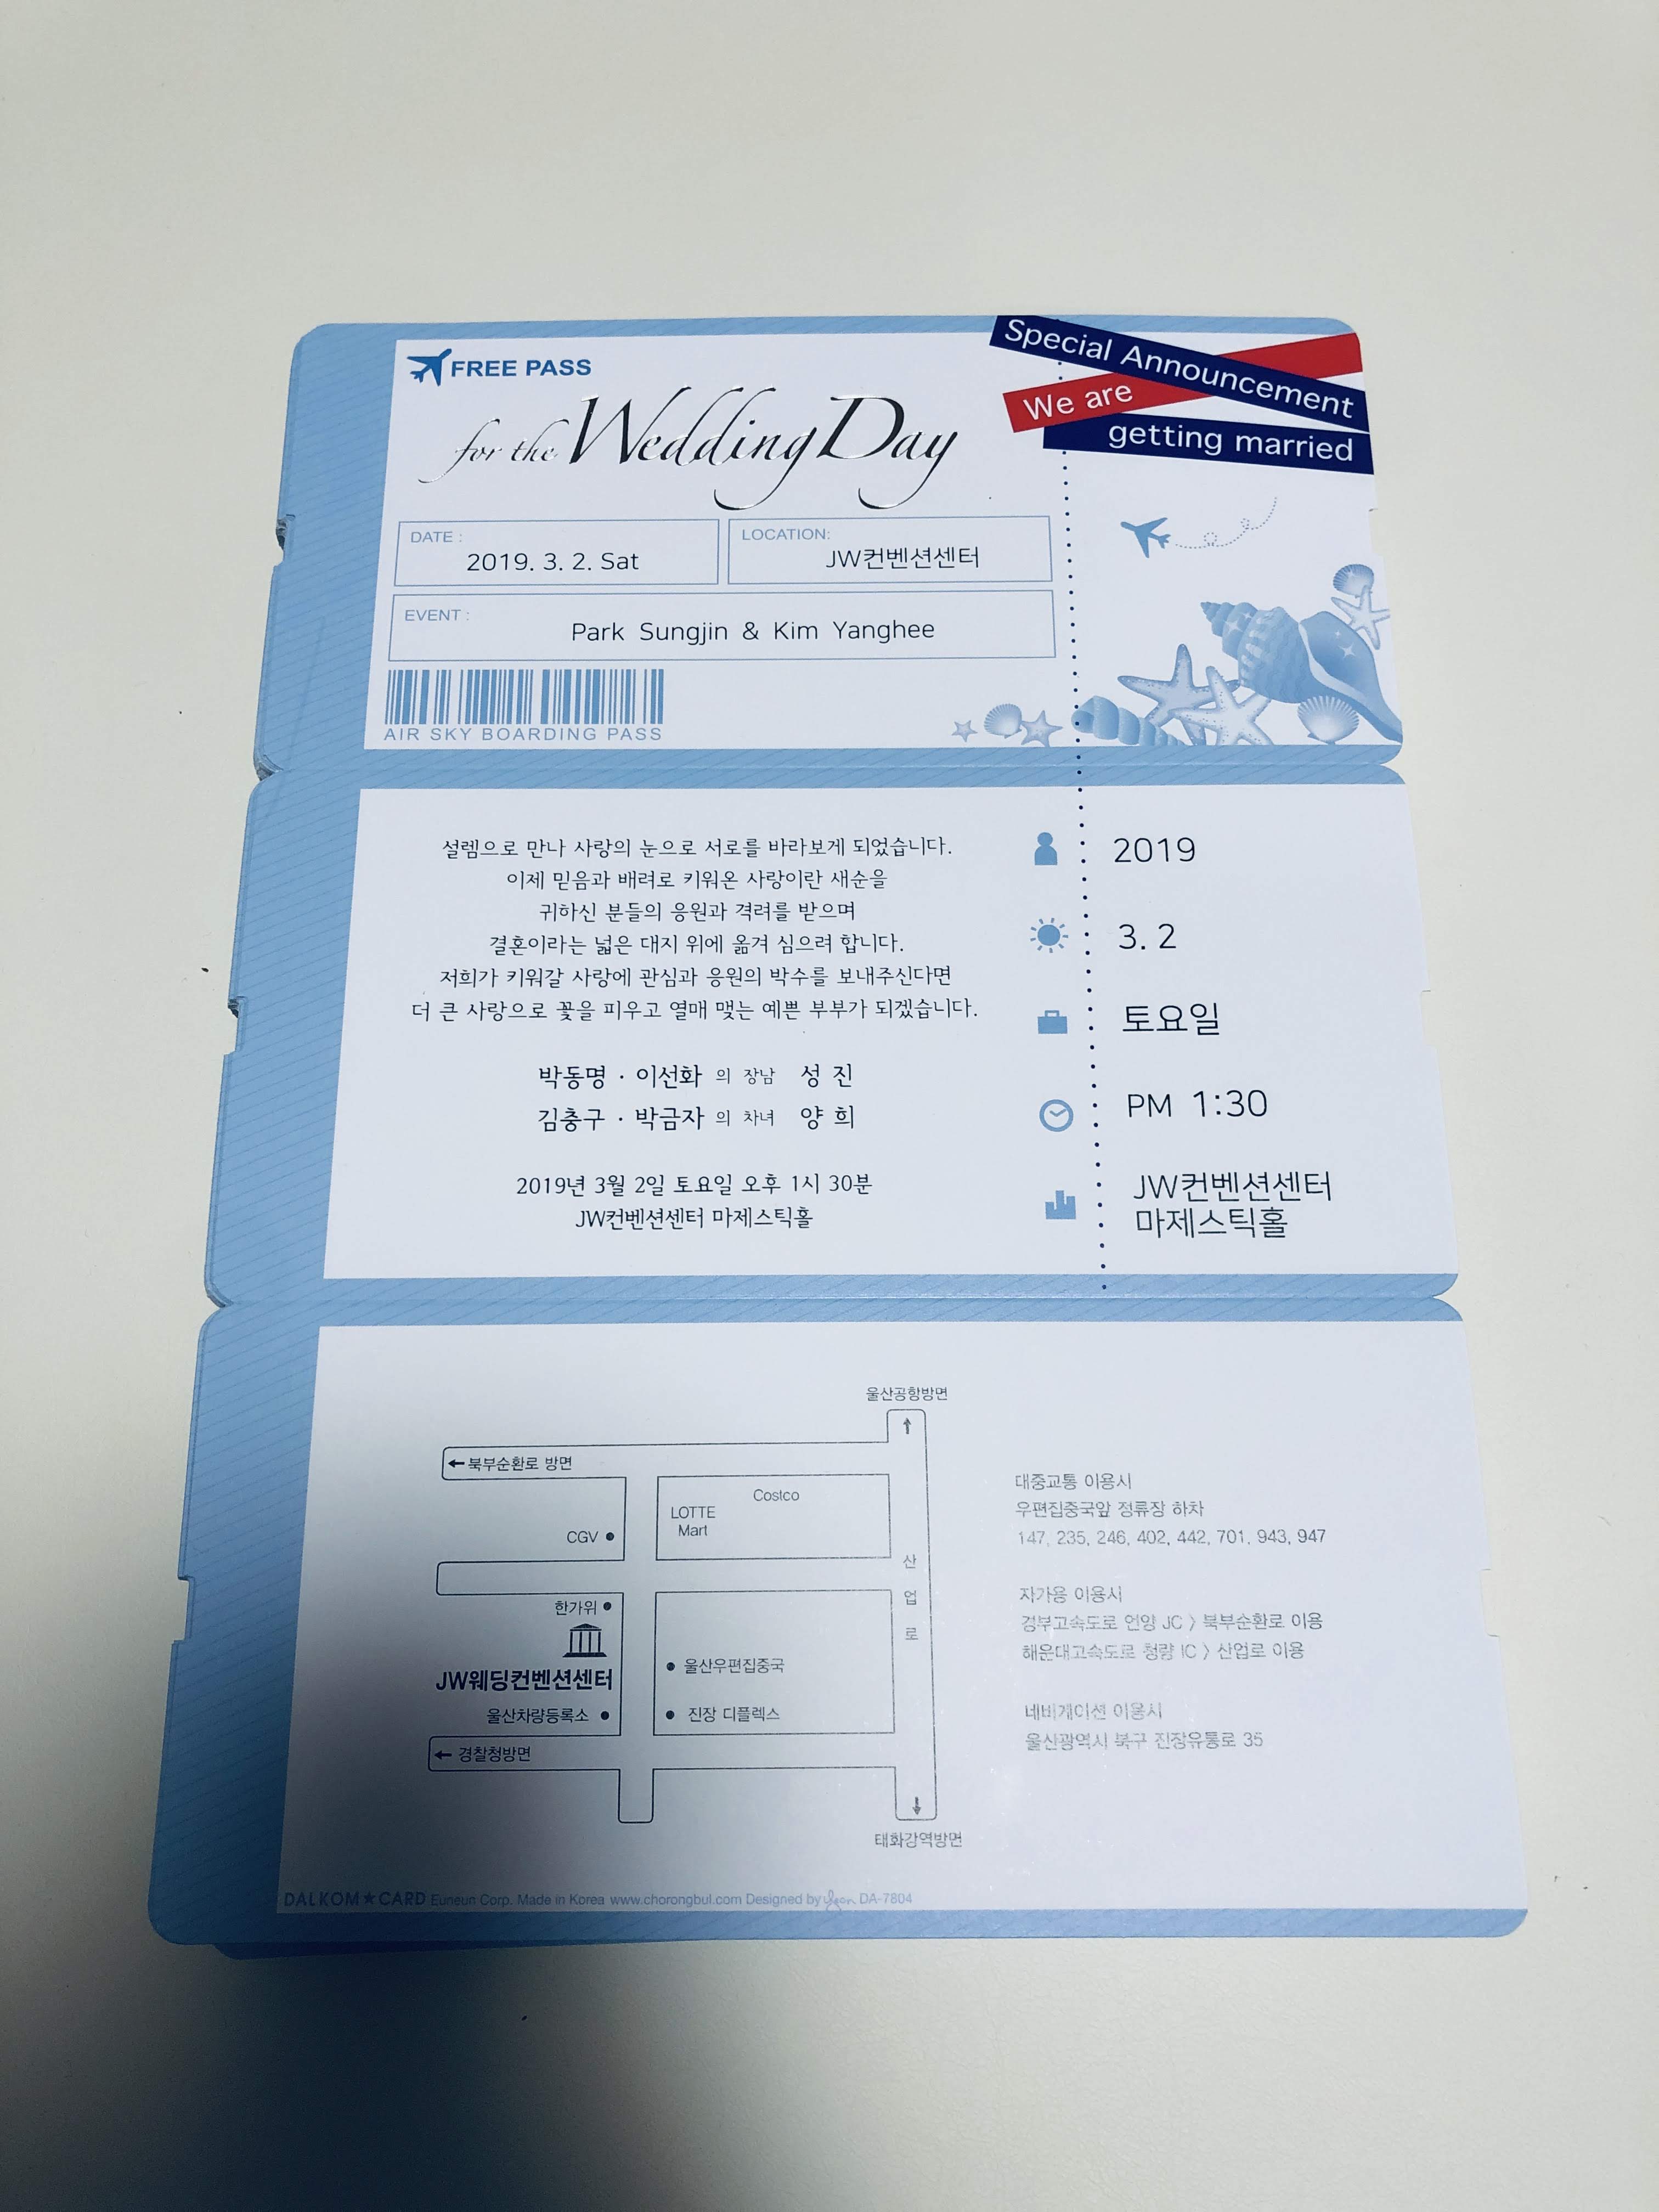 FREE PASS
for the Wedding Day
Special Announcement
We are
getting married
DATE :
2019. 3. 2. Sat
LOCATION:
JW컨벤션센터
EVENT :
Park Sungjin & Kim Yanghee
AIR SKY BOARDING PASS
설렘으로 만나 사랑의 눈으로 서로를 바라보게 되었습니다.
이제 믿음과 배려로 키워온 사랑이란 새순을
귀하신 분들의 응원과 격려를 받으며
결혼이라는 넓은 대지 위에 옮겨 심으려 합니다.
저희가 키워갈 사랑에 관심과 응원의 박수를 보내주신다면
더 큰 사랑으로 꽃을 피우고 열매 맺는 예쁜 부부가 되겠습니다.
박동명 · 이선화 의 장남 성 진
김충구 · 박금자 의 차녀 양 희
2019년 3월 2일 토요일 오후 1시 30분
JW컨벤션센터 마제스틱홀
2019
3. 2
토요일
PM 1:30
JW컨벤션센터
마제스틱홀
울산공항방면
←북부순환로 방면
Costco
LOTTE
Mart
CGV
산
업
로
한가위
JW웨딩컨벤션센터
울산우편집중국
울산차량등록소
진장 디플렉스
← 경찰청방면
태화강역방면
대중교통 이용시
우편집중국앞 정류장 하차
147, 235, 246, 402, 442, 701, 943, 947
자가용 이용시
경부고속도로 언양 JC > 북부순환로 이용
해운대고속도로 청량 IC > 산업로 이용
네비게이션 이용시
울산광역시 북구 진장유통로 35
DALKOM★CARD Euneun Corp. Made in Korea www.chorongbul.com Designed by DA-7804